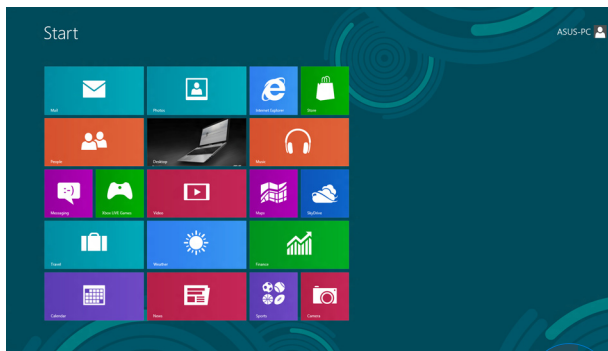 Start
ASUS-PC
Mail
Photos
Internet Explorer
Store
People
Desktop
Music
Messaging
Xbox LIVE Games
Video
Maps
SkyDrive
Travel
Weather
Finance
Calendar
News
Sports
Camera